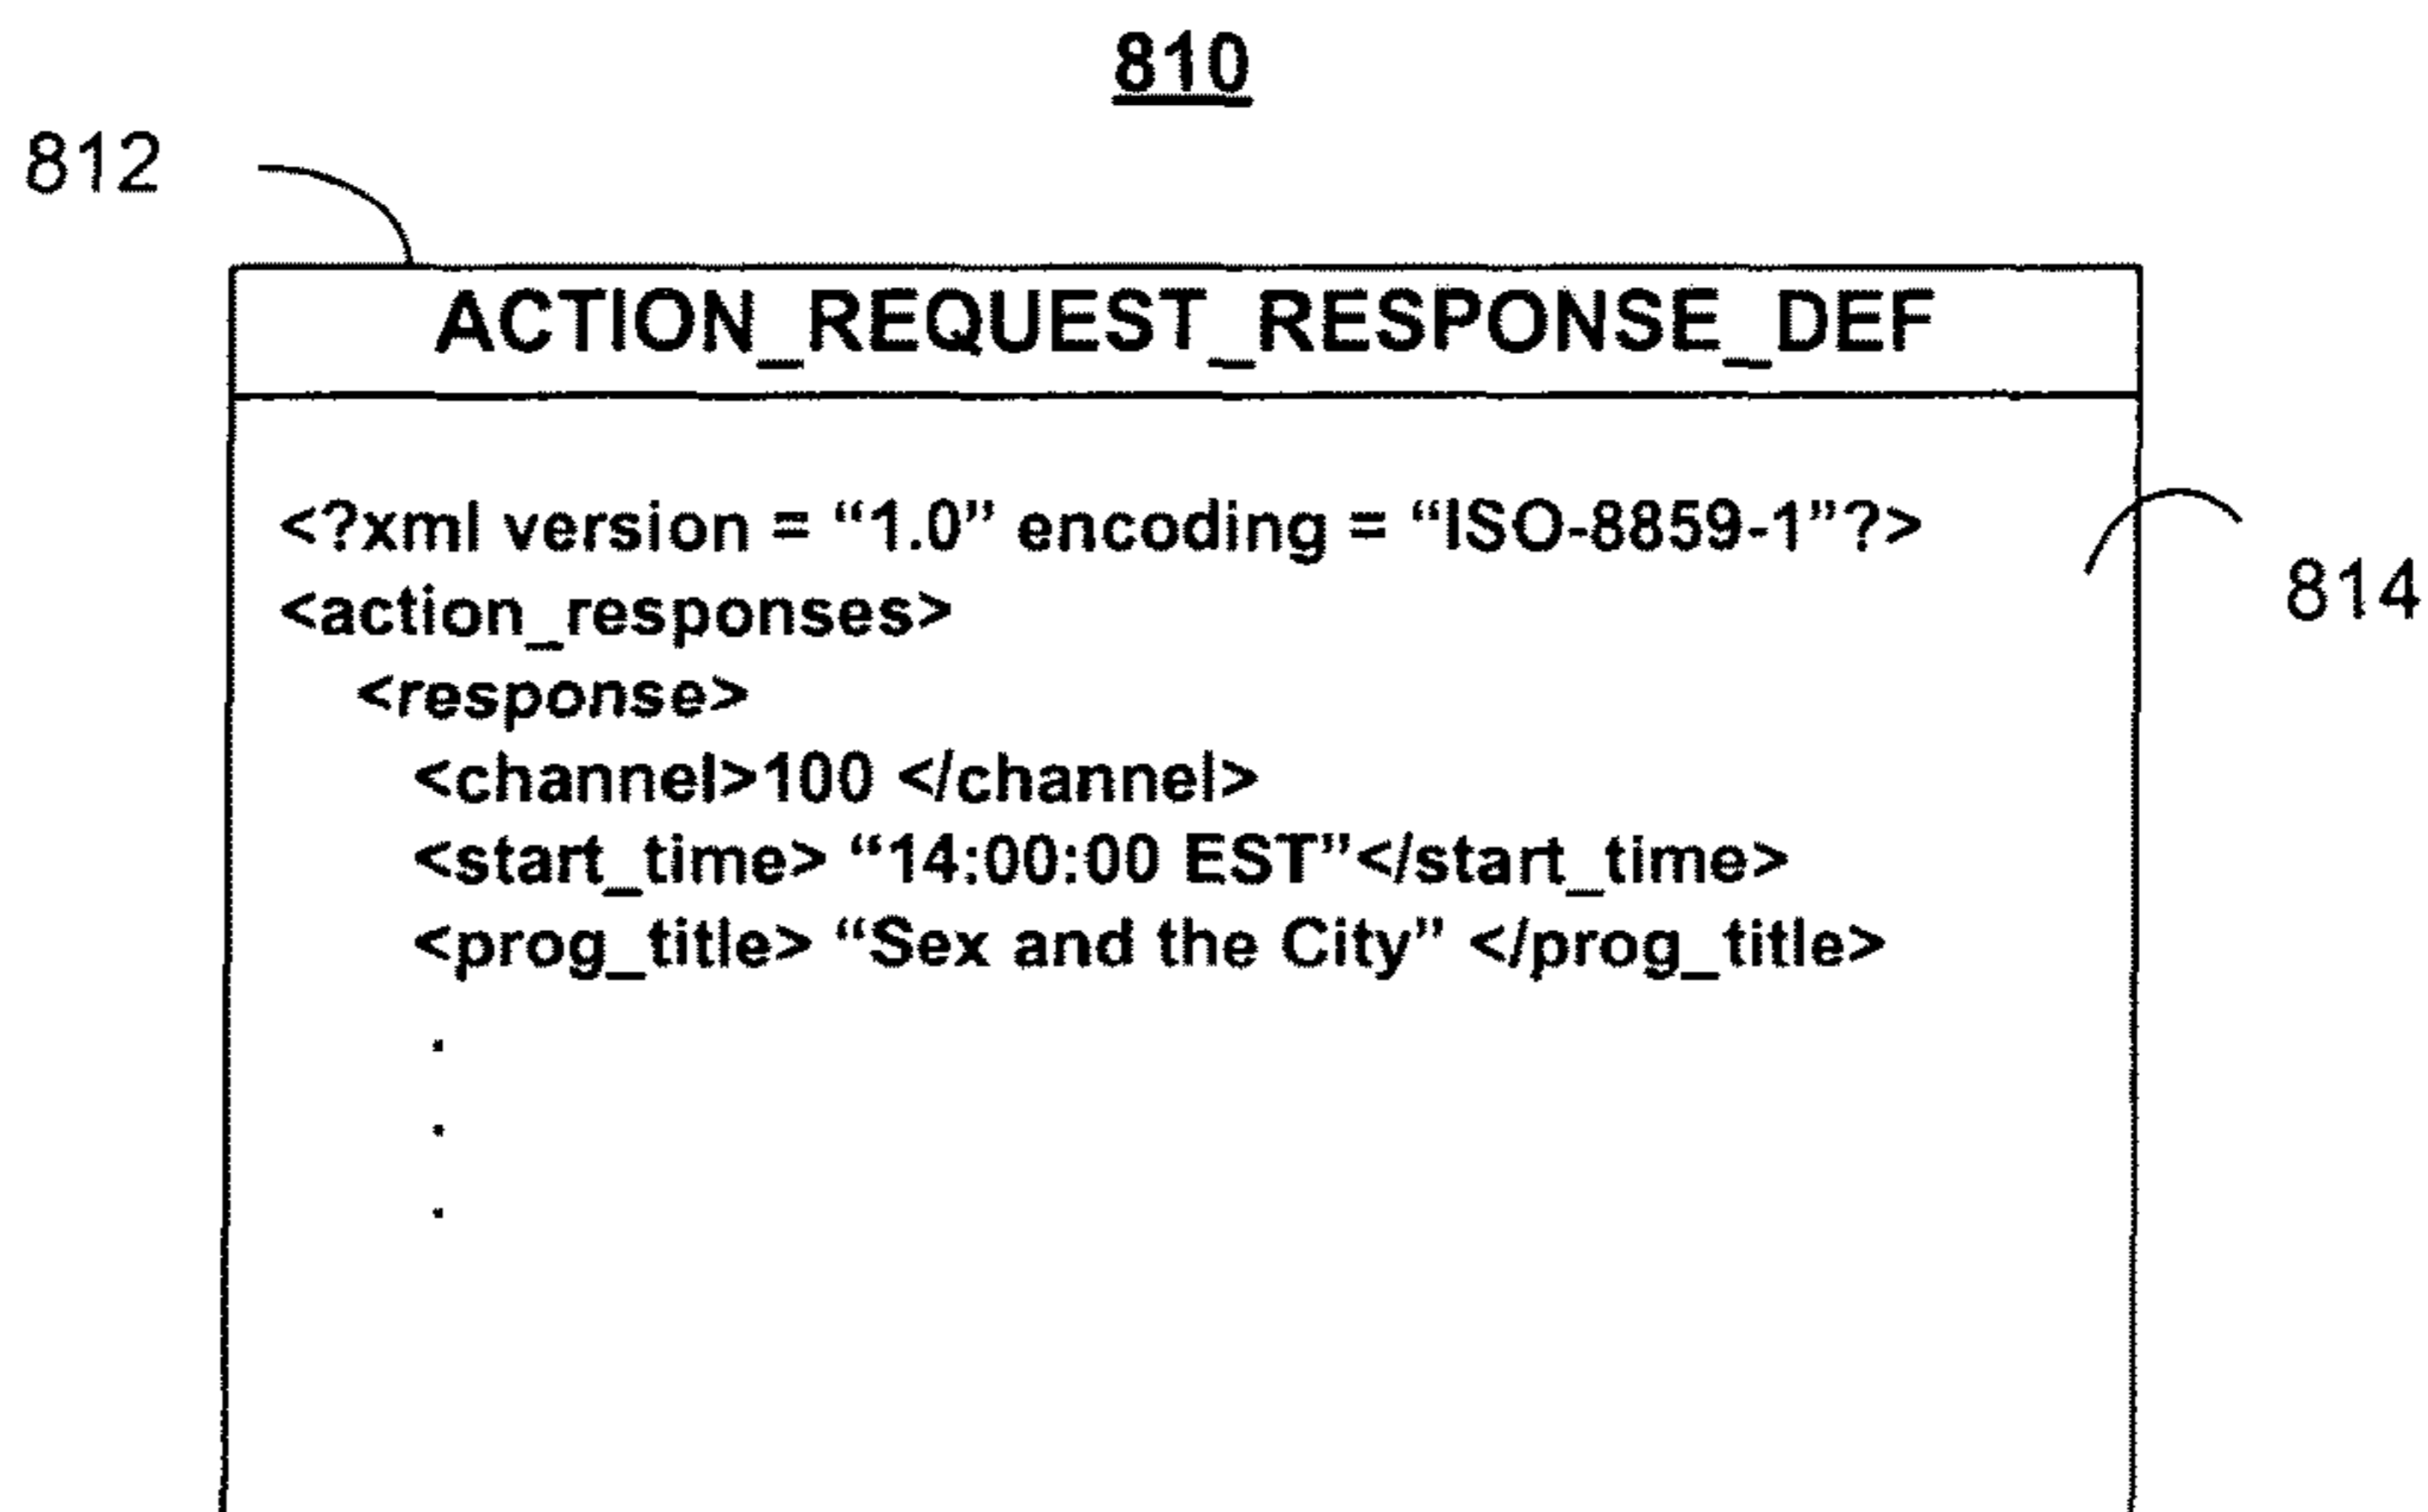 810
812
ACTION_REQUEST_RESPONSE_DEF
<?xml version = “1.0” encoding = “ISO-8859-1”?>
<action_responses>
<response>
<channel>100 </channel>
<start_time> “14:00:00 EST”</start_time>
<prog_title> “Sex and the City” </prog_title>
.
.
.
814